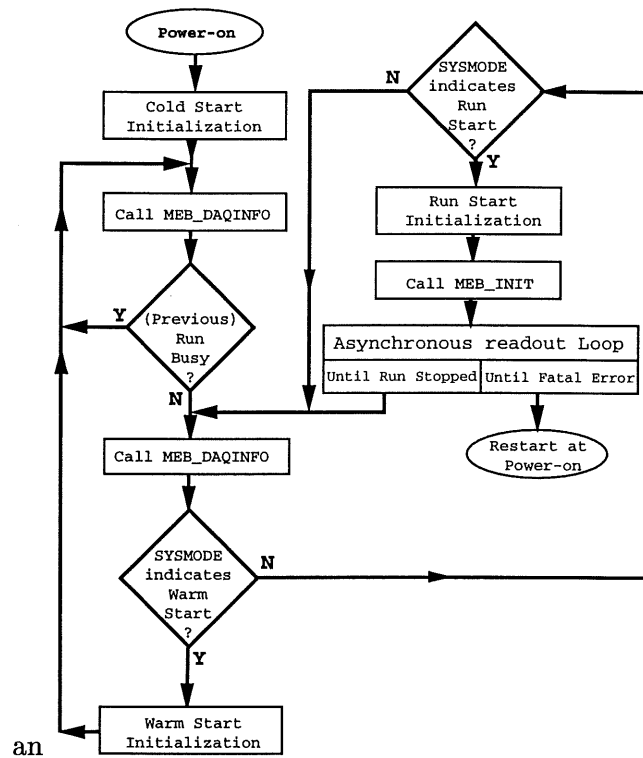 Power-on
Cold Start
Initialization
Call MEB_DAQINFO
Y
(Previous)
Run
Busy
?
N
Call MEB_DAQINFO
SYSMODE
indicates
Warm
Start
?
N
Y
Warm Start
Initialization
N
SYSMODE
indicates
Run
Start
?
Y
Run Start
Initialization
Call MEB_INIT
Asynchronous readout Loop
Until Run Stopped
Until Fatal Error
Restart at
Power-on
an